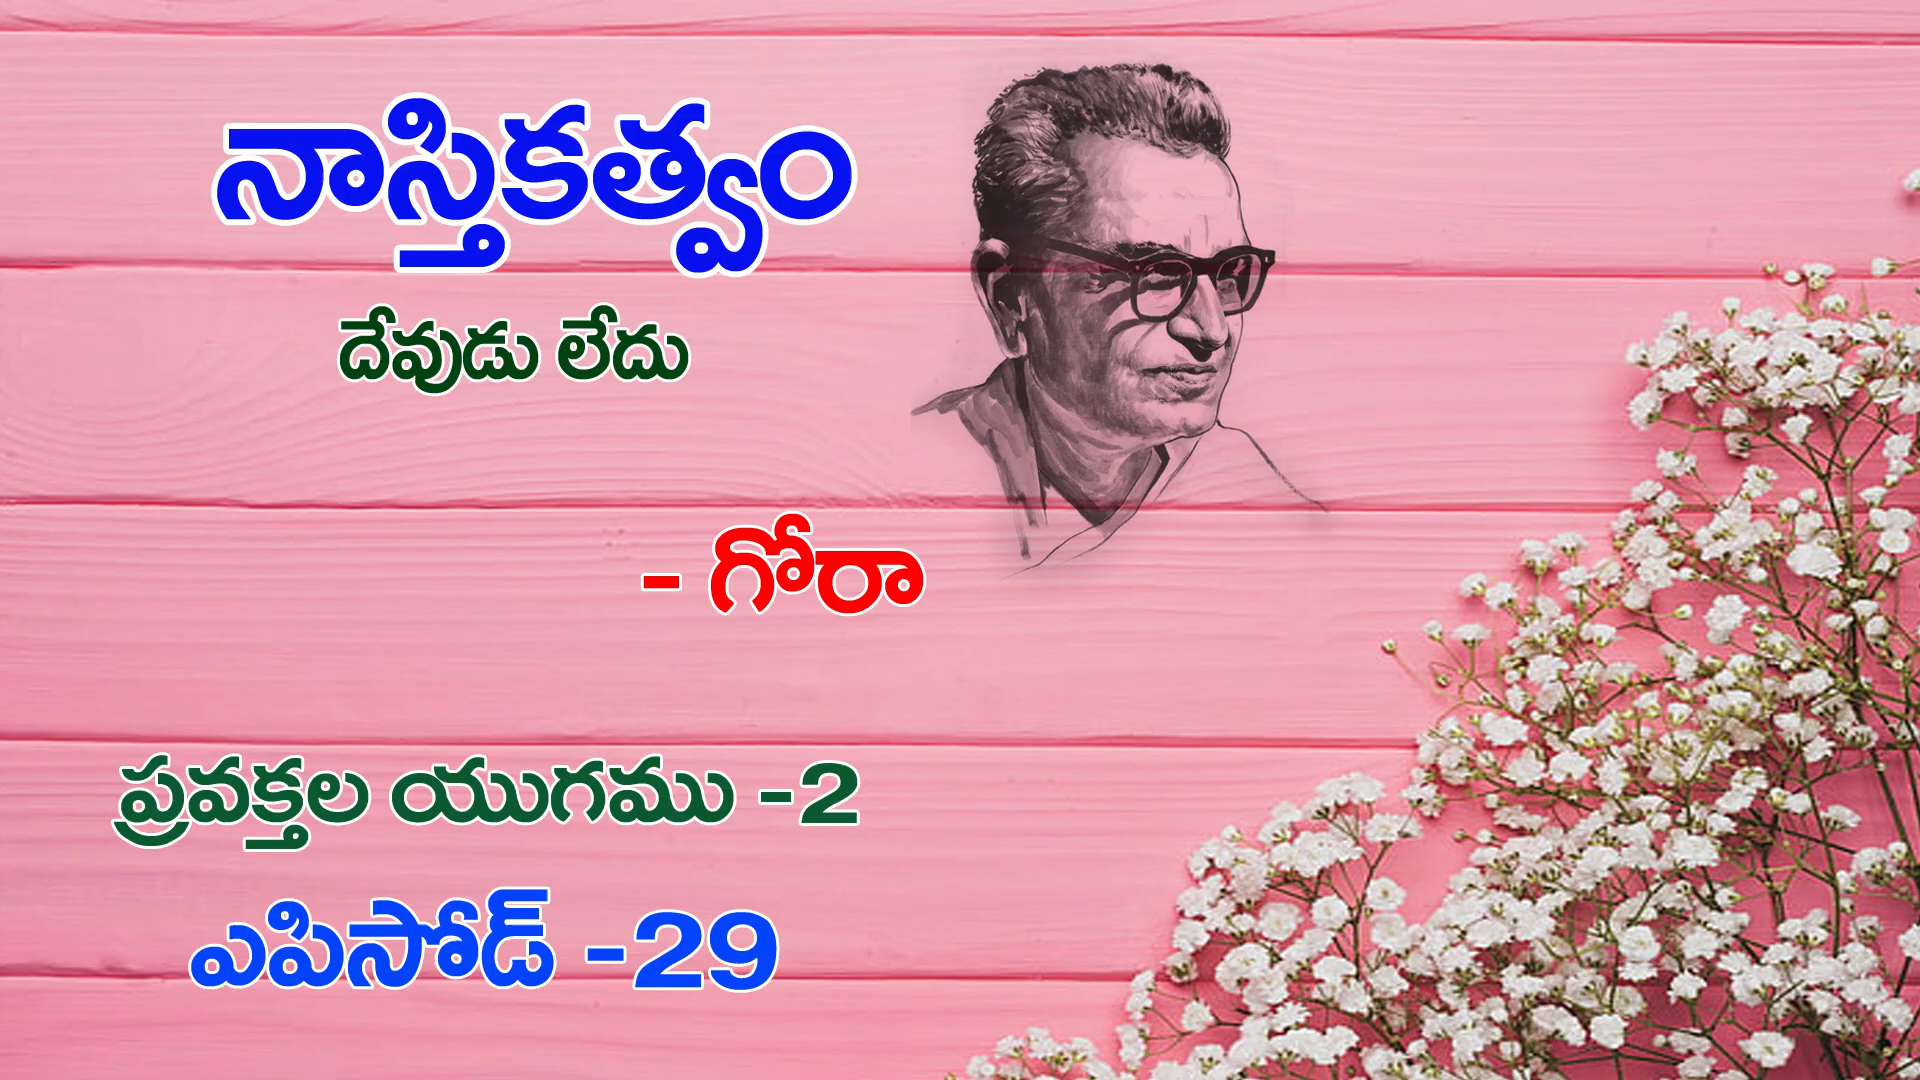 నాస్తికత్వం
దేవుడు లేదు
- గోరా
ప్రవక్తల యుగము -2
ఎపిసోడ్ -29